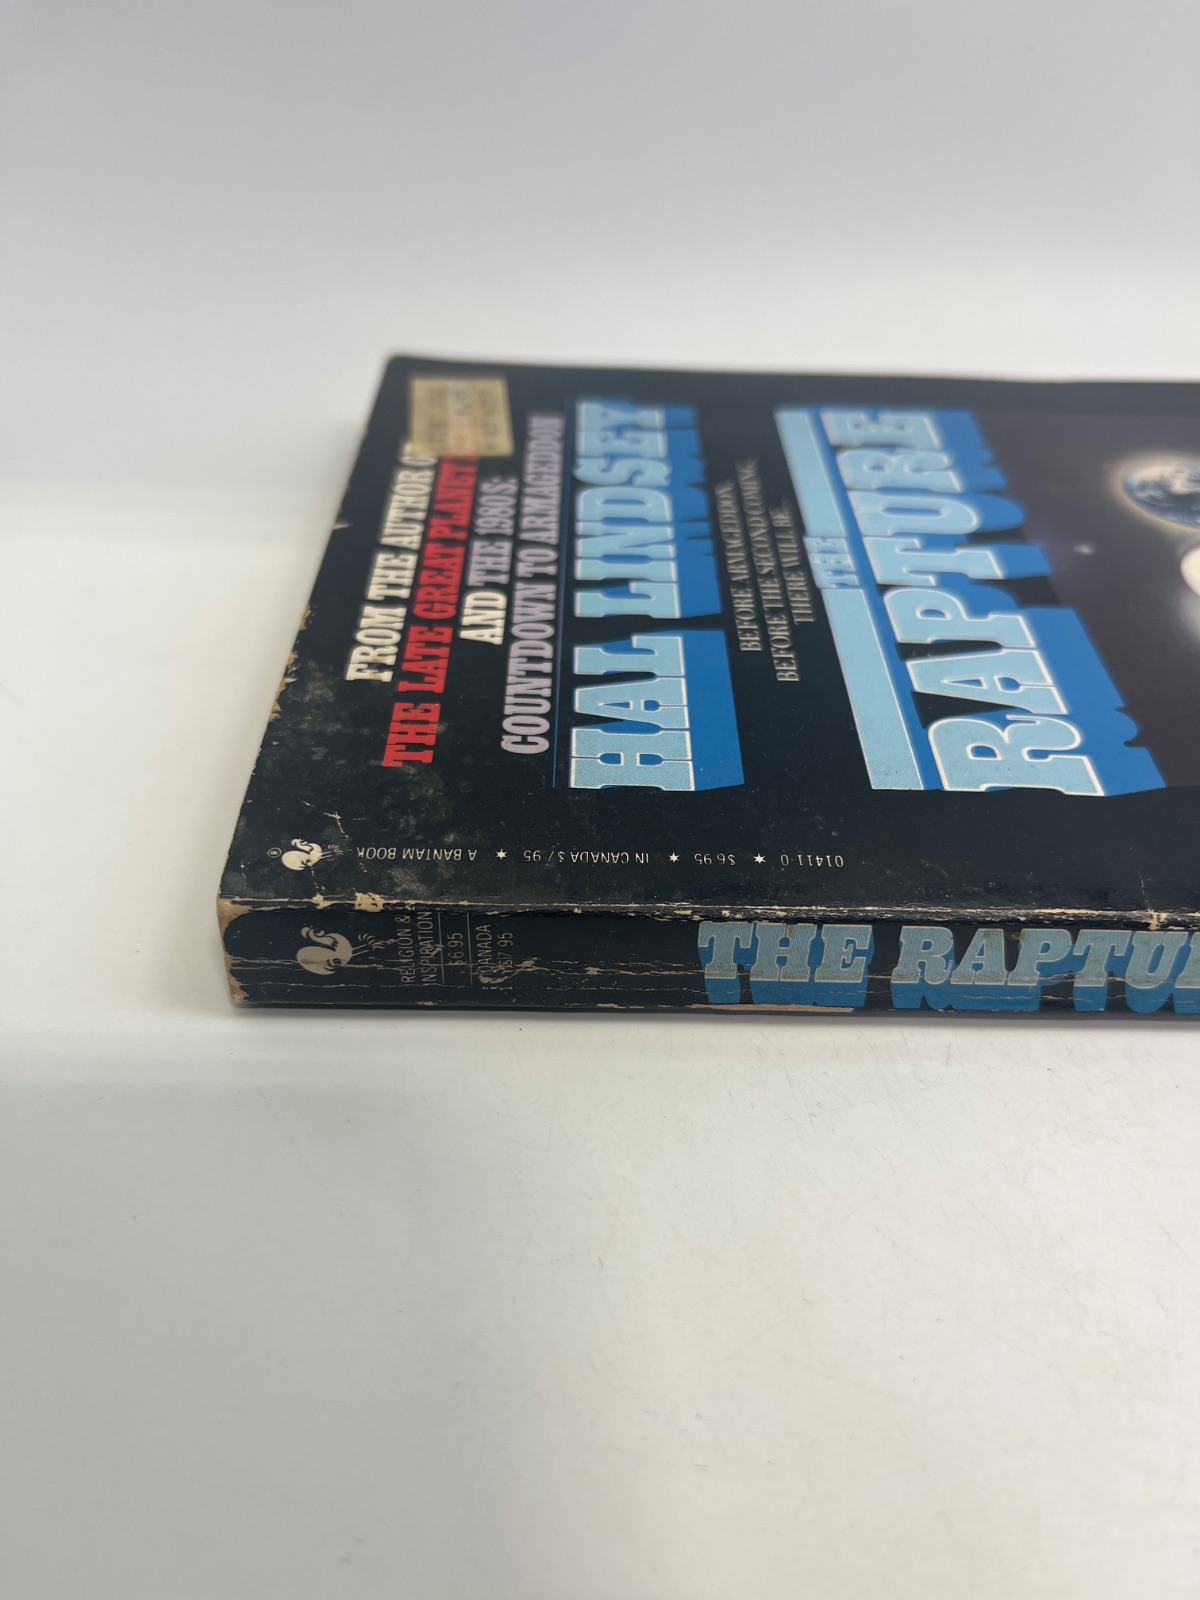 FROM THE AUTHOR OF
THE LATE GREAT PLANET
AND THE 1980'S:
COUNTDOWN TO ARMAGEDDON
HAL LINDSEY
BEFORE ARMAGEDDON,
BEFORE THE SECOND COMING,
THERE WILL BE...
THE
RAPTURE
01411-0 ★ $6.95 ★ IN CANADA $7.95 ★ A BANTAM BOOK
®
RELIGION &
INSPIRATION
$6.95
IN CANADA
$7.95
THE RAPTU